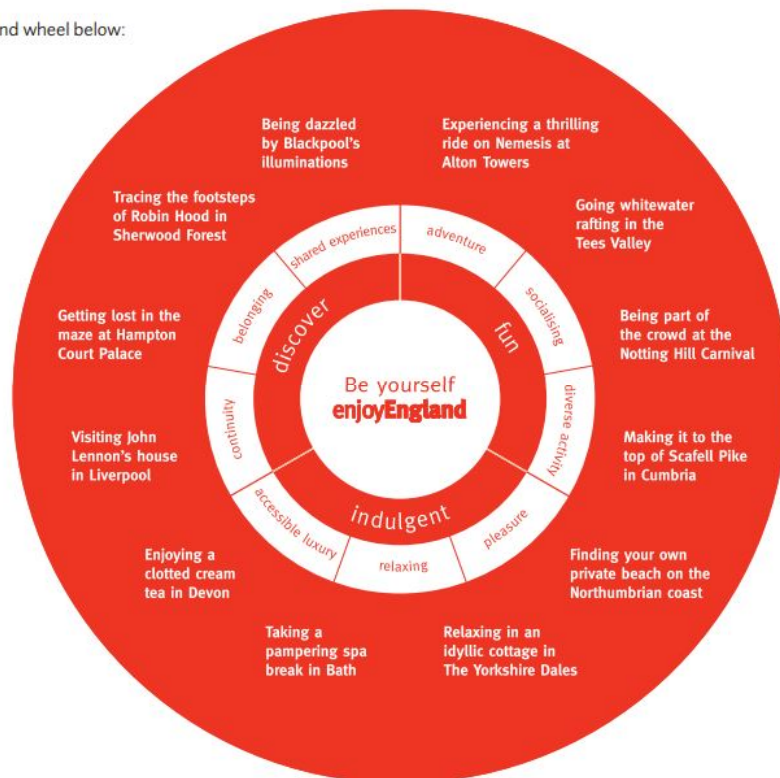 nd wheel below:
Being dazzled
by Blackpool's
illuminations
Experiencing a thrilling
ride on Nemesis at
Alton Towers
Tracing the footsteps
of Robin Hood in
Sherwood Forest
Going whitewater
rafting in the
Tees Valley
Getting lost in the
maze at Hampton
Court Palace
Being part of
the crowd at the
Notting Hill Carnival
Visiting John
Lennon's house
in Liverpool
Making it to the
top of Scafell Pike
in Cumbria
Enjoying a
clotted cream
tea in Devon
Finding your own
private beach on the
Northumbrian coast
Taking a
pampering spa
break in Bath
Relaxing in an
idyllic cottage in
The Yorkshire Dales
shared experiences
adventure
belonging
socialising
continuity
diverse activity
accessible luxury
relaxing
pleasure
discover
fun
indulgent
Be yourself
enjoyEngland